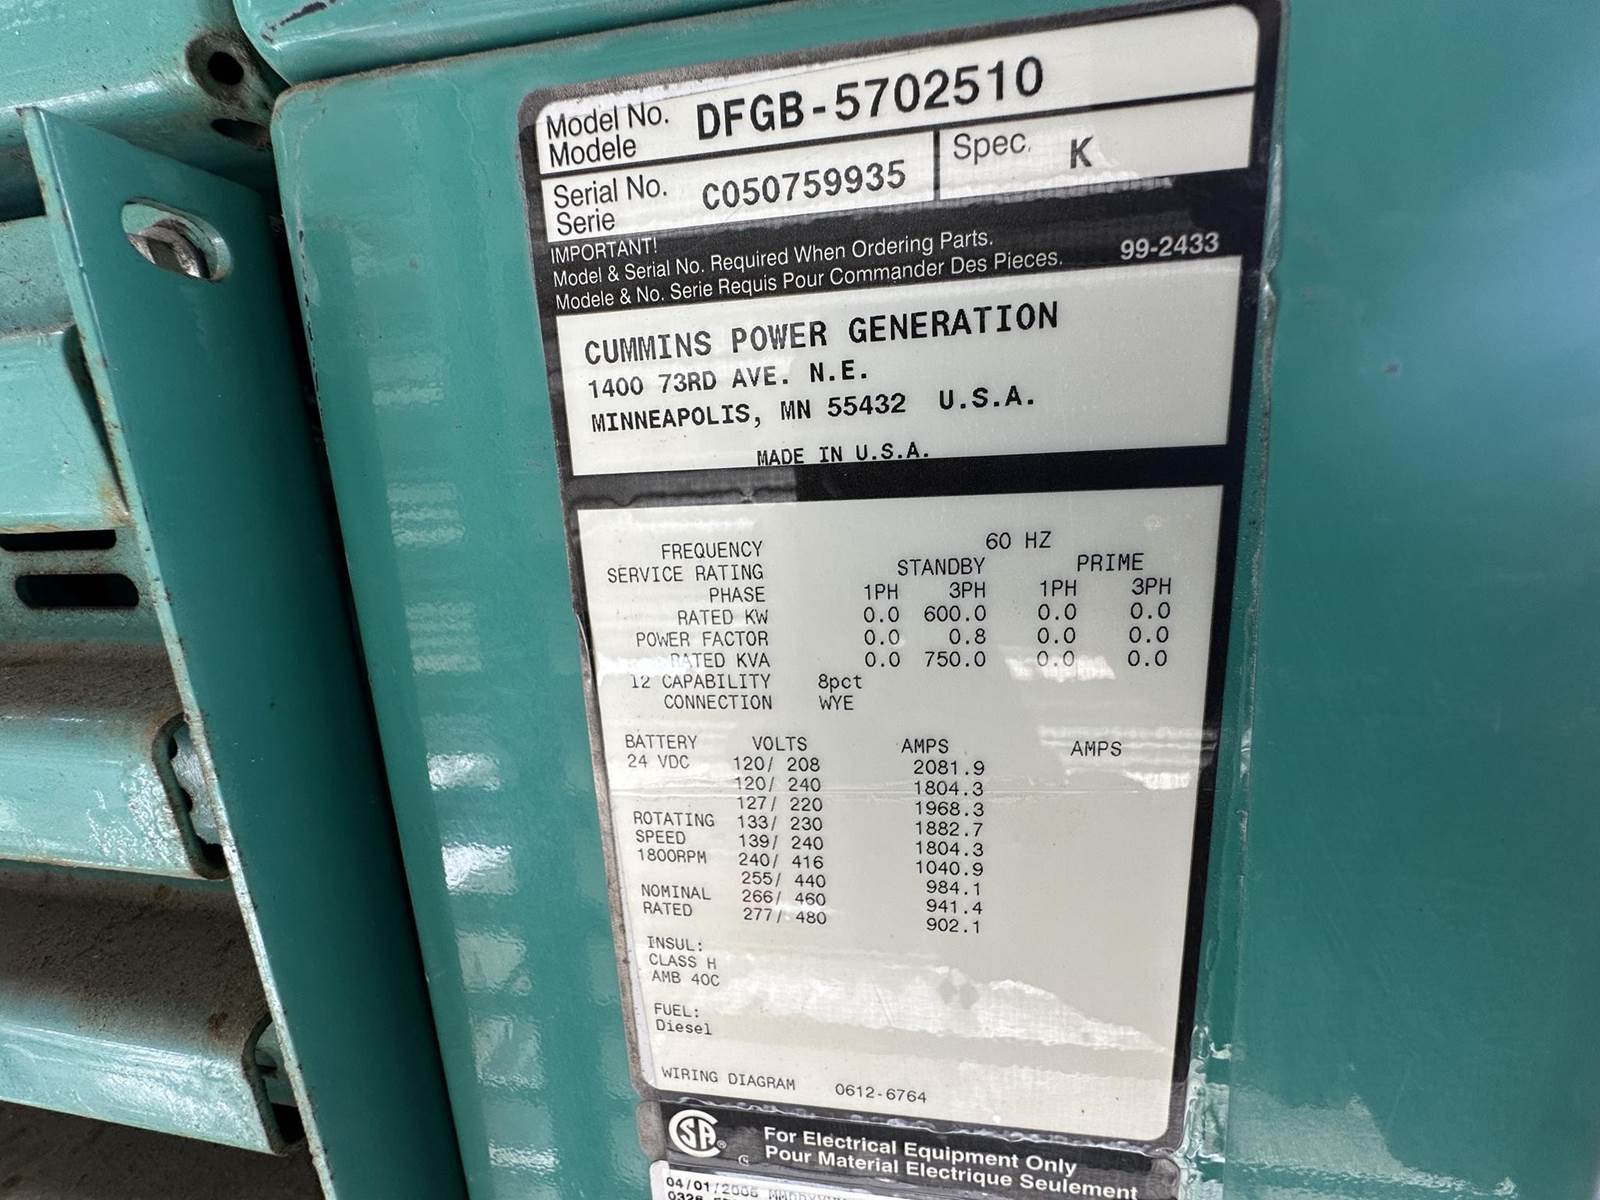 Model No. DFGB-5702510
Modele
Serial No. C050759935 Spec. K
Serie
IMPORTANT!
Model & Serial No. Required When Ordering Parts.
Modele & No. Serie Requis Pour Commander Des Pieces. 99-2433
CUMMINS POWER GENERATION
1400 73RD AVE. N.E.
MINNEAPOLIS, MN 55432 U.S.A.
MADE IN U.S.A.
FREQUENCY 60 HZ
SERVICE RATING STANDBY PRIME
PHASE 1PH 3PH 1PH 3PH
RATED KW 0.0 600.0 0.0 0.0
POWER FACTOR 0.0 0.8 0.0 0.0
RATED KVA 0.0 750.0 0.0 0.0
I2 CAPABILITY 8pct
CONNECTION WYE
BATTERY VOLTS AMPS AMPS
24 VDC 120/ 208 2081.9
120/ 240 1804.3
127/ 220 1968.3
ROTATING 133/ 230 1882.7
SPEED 139/ 240 1804.3
1800RPM 240/ 416 1040.9
255/ 440 984.1
NOMINAL 266/ 460 941.4
RATED 277/ 480 902.1
INSUL:
CLASS H
AMB 40C
FUEL:
Diesel
WIRING DIAGRAM 0612-6764
SA ®
For Electrical Equipment Only
Pour Material Electrique Seulement
04/01/2005